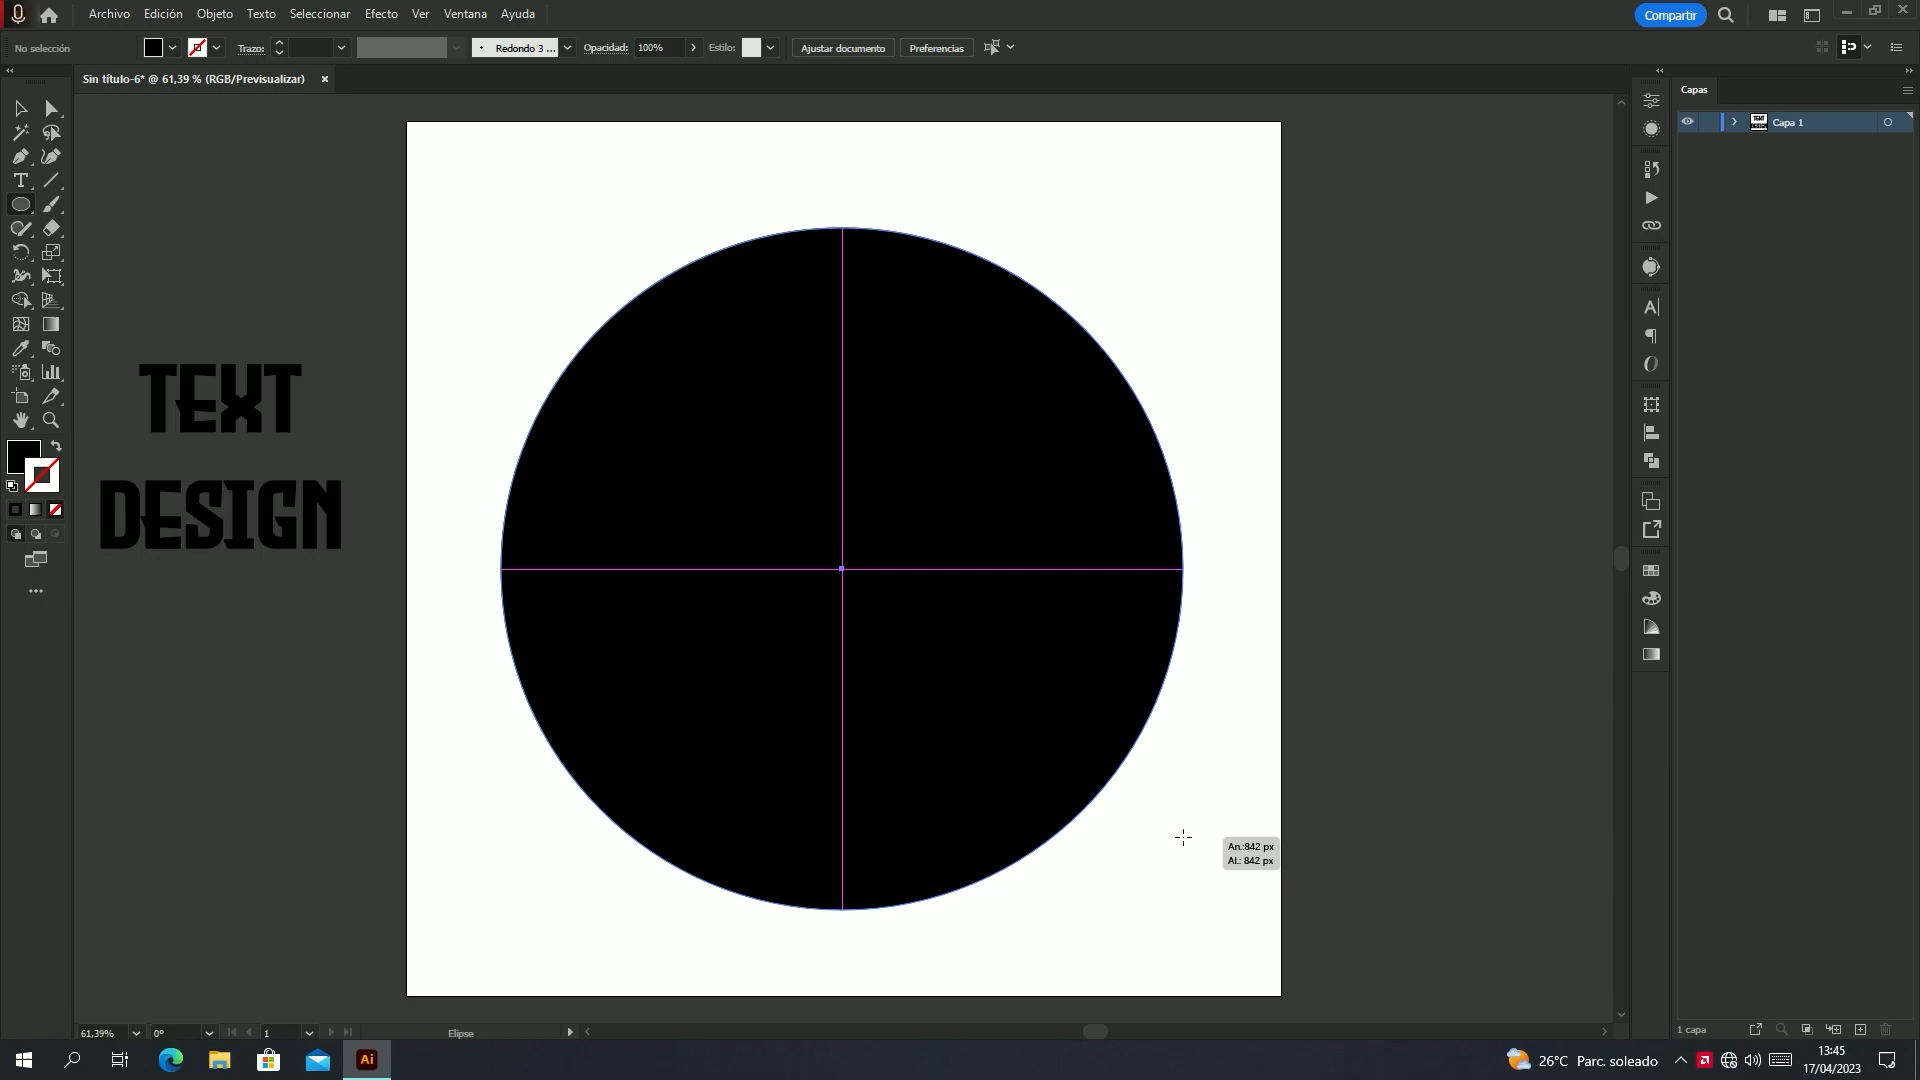 Archivo Edición Objeto Texto Seleccionar Efecto Ver Ventana Ayuda
Compartir
No selección
Trazo:
Redondo 3 ...
Opacidad: 100%
Estilo:
Ajustar documento
Preferencias
Sin título-6* @ 61,39 % (RGB/Previsualizar)
Capas
Capa 1
TEXT
DESIGN
An.:842 px
Al.: 842 px
61,39%
0°
1
Elipse
1 capa
Ai
26°C Parc. soleado
13:45
17/04/2023